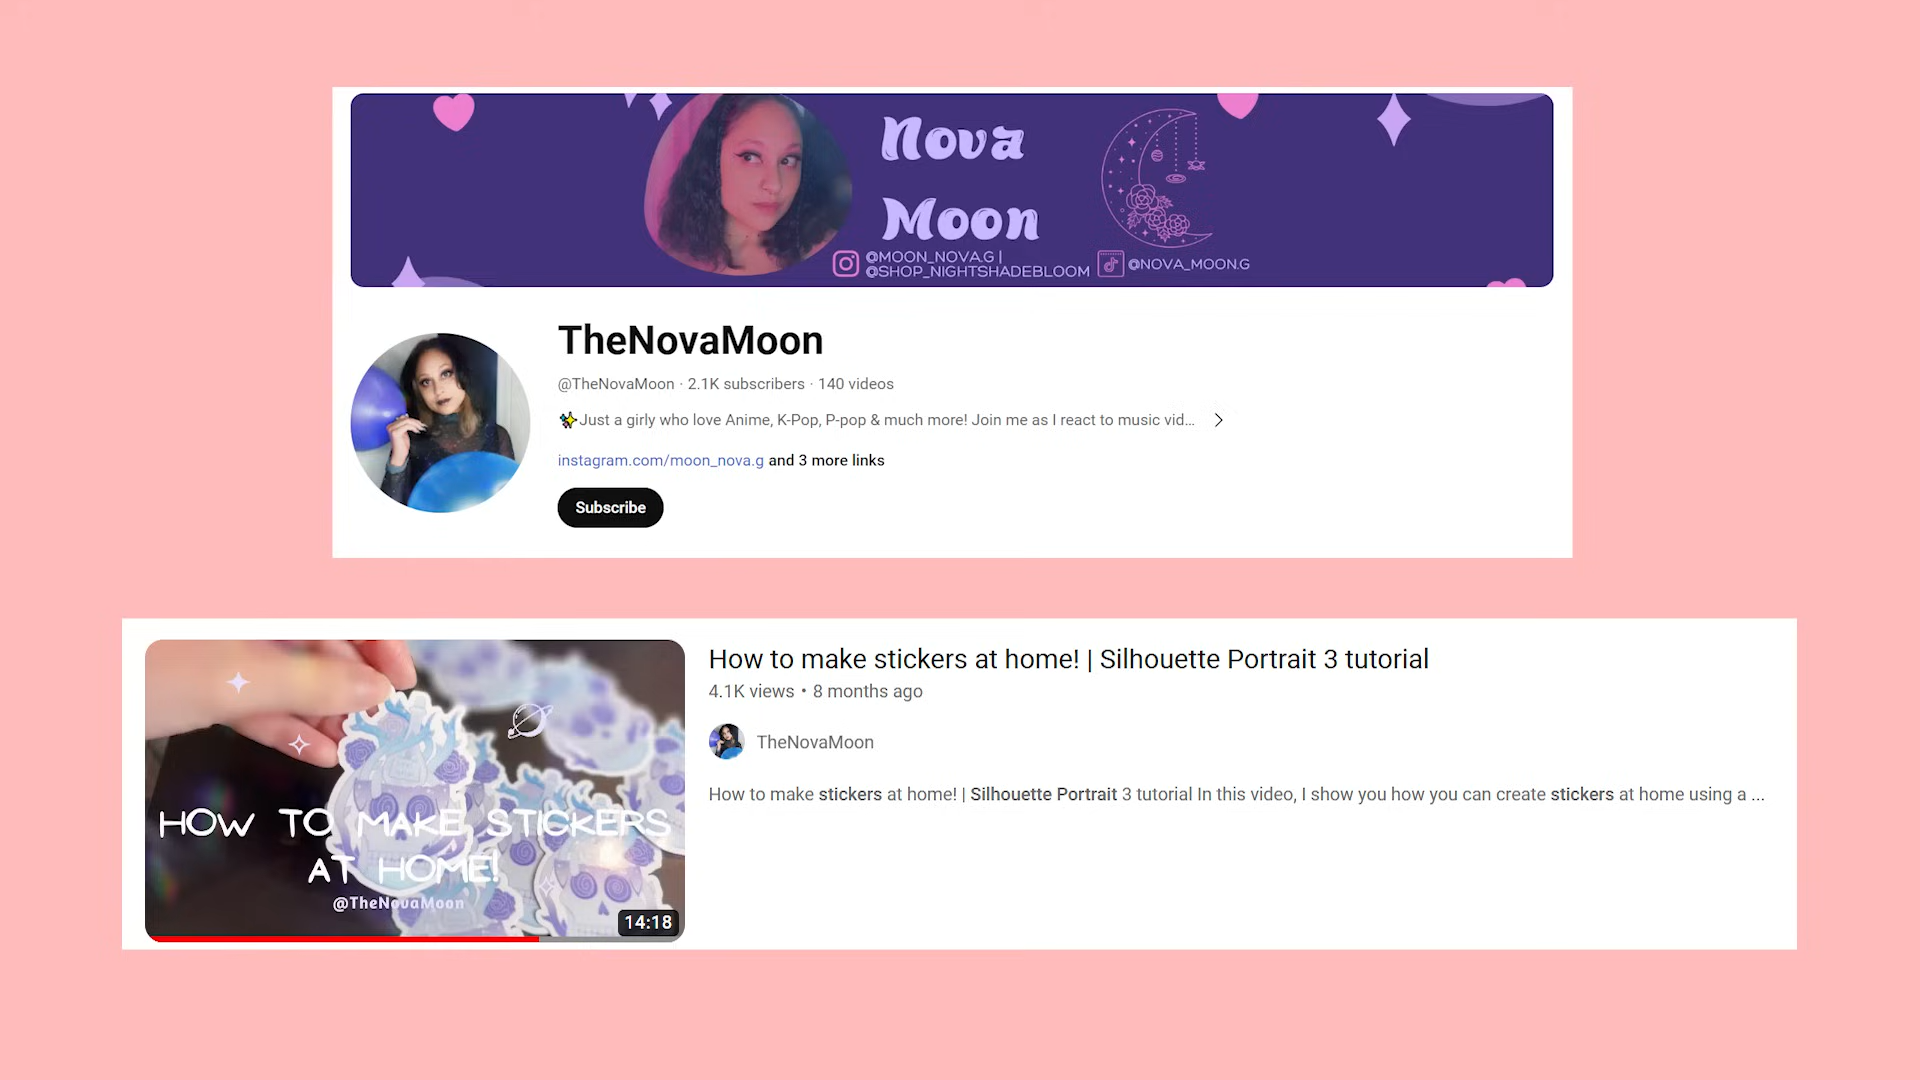 Nova
Moon
@MOON_NOVA.G |
@SHOP_NIGHTSHADEBLOOM
@NOVA_MOON.G
TheNovaMoon
@TheNovaMoon · 2.1K subscribers · 140 videos
✨Just a girly who love Anime, K-Pop, P-pop & much more! Join me as I react to music vid...
instagram.com/moon_nova.g and 3 more links
Subscribe
HOW TO MAKE STICKERS
AT HOME!
@TheNovaMoon
14:18
How to make stickers at home! | Silhouette Portrait 3 tutorial
4.1K views • 8 months ago
TheNovaMoon
How to make stickers at home! | Silhouette Portrait 3 tutorial In this video, I show you how you can create stickers at home using a ...